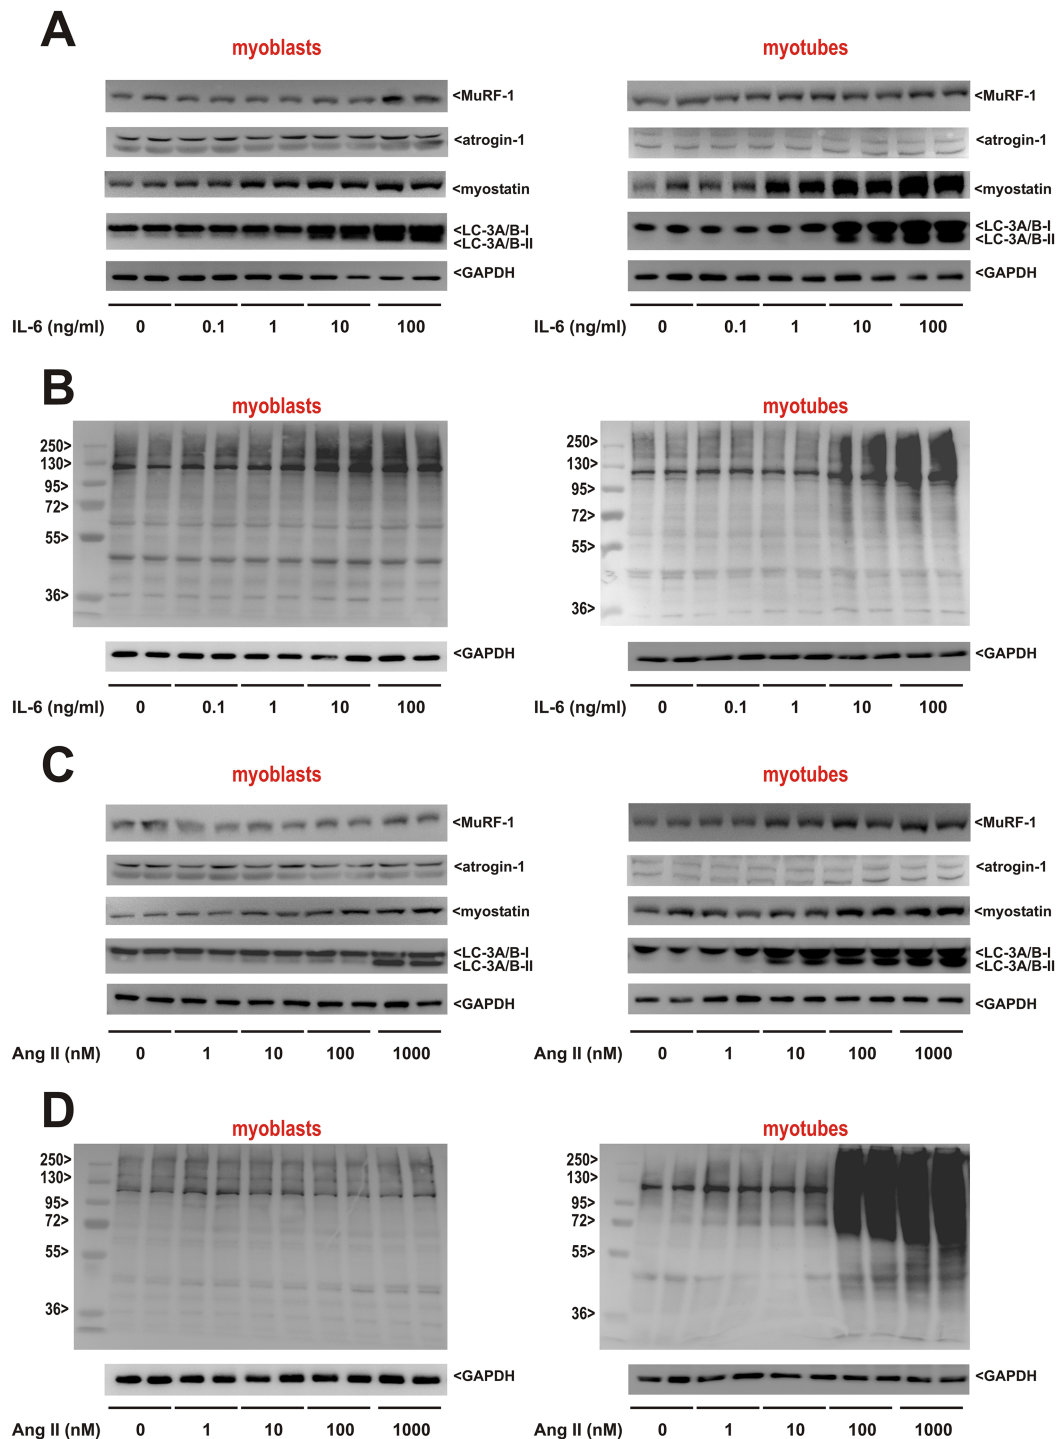 A
myoblasts
myotubes
<MuRF-1
<MuRF-1
<atrogin-1
<atrogin-1
<myostatin
<myostatin
<LC-3A/B-I
<LC-3A/B-I
<LC-3A/B-II
<LC-3A/B-II
<GAPDH
<GAPDH
IL-6 (ng/ml) 0 0.1 1 10 100
IL-6 (ng/ml) 0 0.1 1 10 100
B
myoblasts
250>
130>
95>
72>
55>
36>
<GAPDH
IL-6 (ng/ml) 0 0.1 1 10 100
myotubes
250>
130>
95>
72>
55>
36>
<GAPDH
IL-6 (ng/ml) 0 0.1 1 10 100
C
myoblasts
myotubes
<MuRF-1
<MuRF-1
<atrogin-1
<atrogin-1
<myostatin
<myostatin
<LC-3A/B-I
<LC-3A/B-I
<LC-3A/B-II
<LC-3A/B-II
<GAPDH
<GAPDH
Ang II (nM) 0 1 10 100 1000
Ang II (nM) 0 1 10 100 1000
D
myoblasts
250>
130>
95>
72>
55>
36>
<GAPDH
Ang II (nM) 0 1 10 100 1000
myotubes
250>
130>
95>
72>
55>
36>
<GAPDH
Ang II (nM) 0 1 10 100 1000